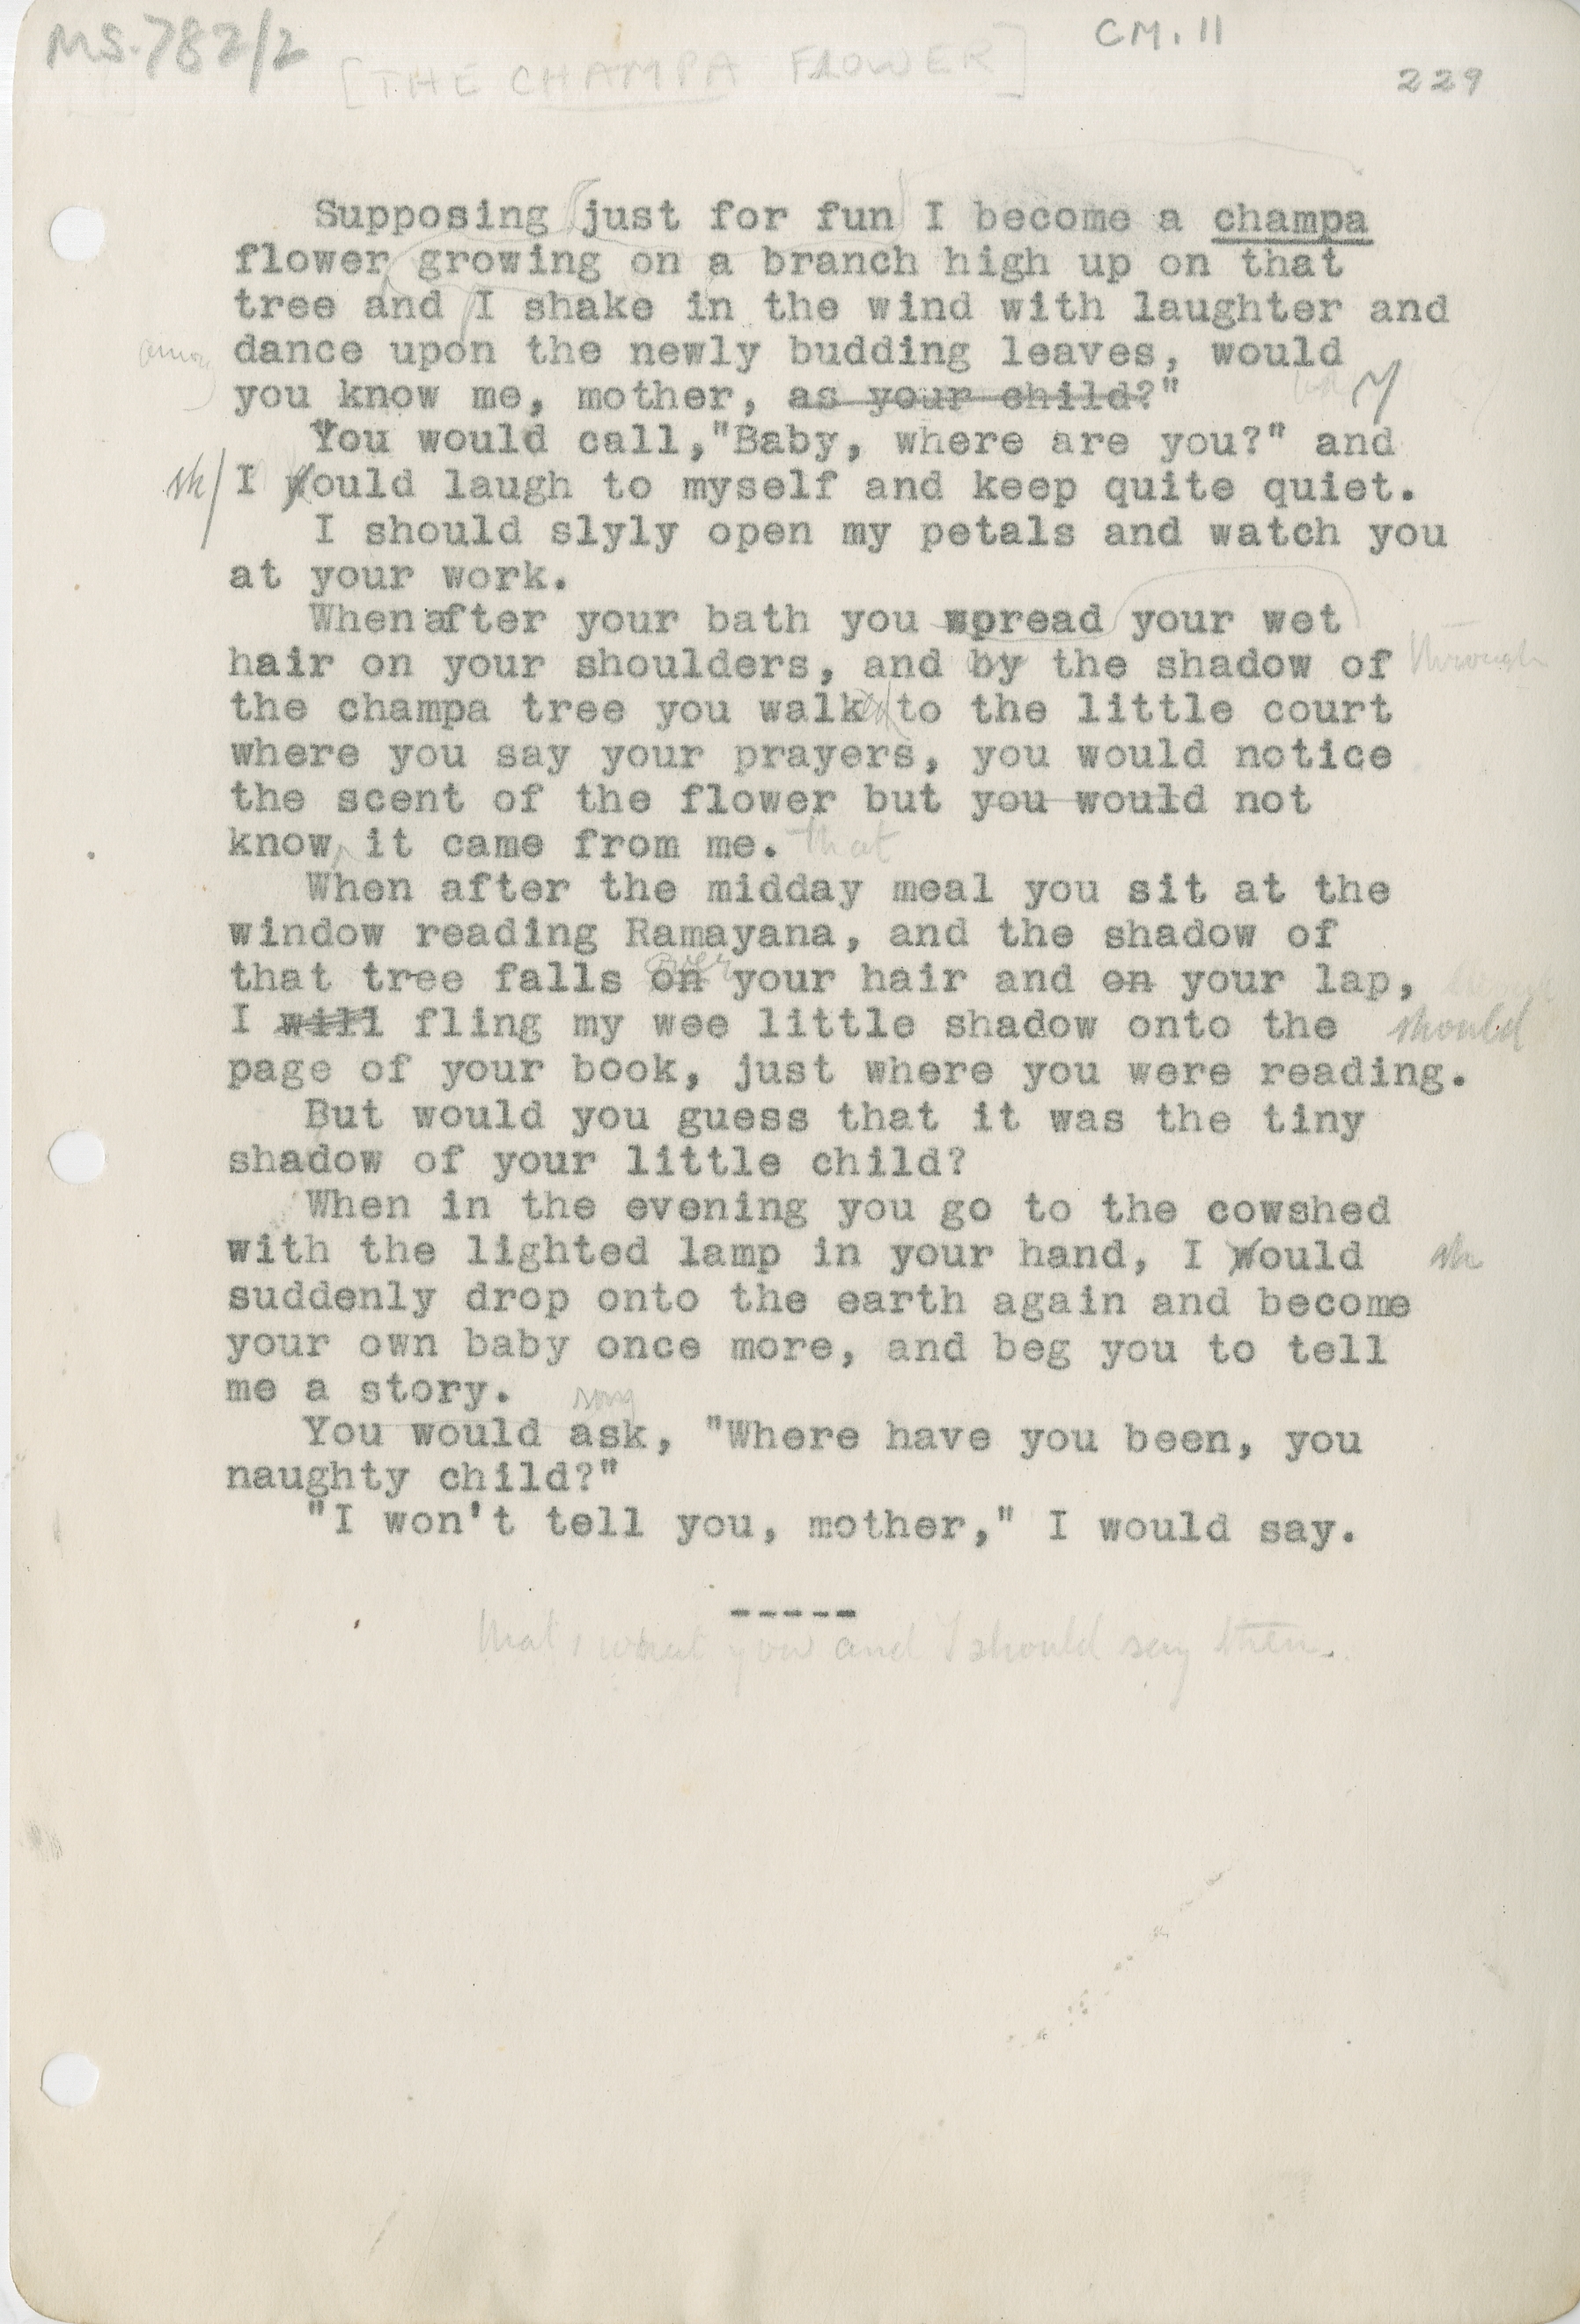 MS.782/2
CM. 11
[THE CHAMPA FLOWER]
229
Supposing just for fun I become a champa
flower growing on a branch high up on that
tree and I shake in the wind with laughter and
dance upon the newly budding leaves, would
you know me, mother, as your child?"
You would call,"Baby, where are you?" and
sh/ I would laugh to myself and keep quite quiet.
I should slyly open my petals and watch you
at your work.
When after your bath you wpread your wet
hair on your shoulders, and by the shadow of through
the champa tree you walk to the little court
where you say your prayers, you would notice
the scent of the flower but you would not
know it came from me. that
When after the midday meal you sit at the
window reading Ramayana, and the shadow of
over
that tree falls on your hair and on your lap,
I will fling my wee little shadow onto the should
page of your book, just where you were reading.
But would you guess that it was the tiny
shadow of your little child?
When in the evening you go to the cowshed
with the lighted lamp in your hand, I would sh
suddenly drop onto the earth again and become
your own baby once more, and beg you to tell
me a story.
say
You would ask, "Where have you been, you
naughty child?"
"I won't tell you, mother," I would say.
-----
that, what you and I should say then.